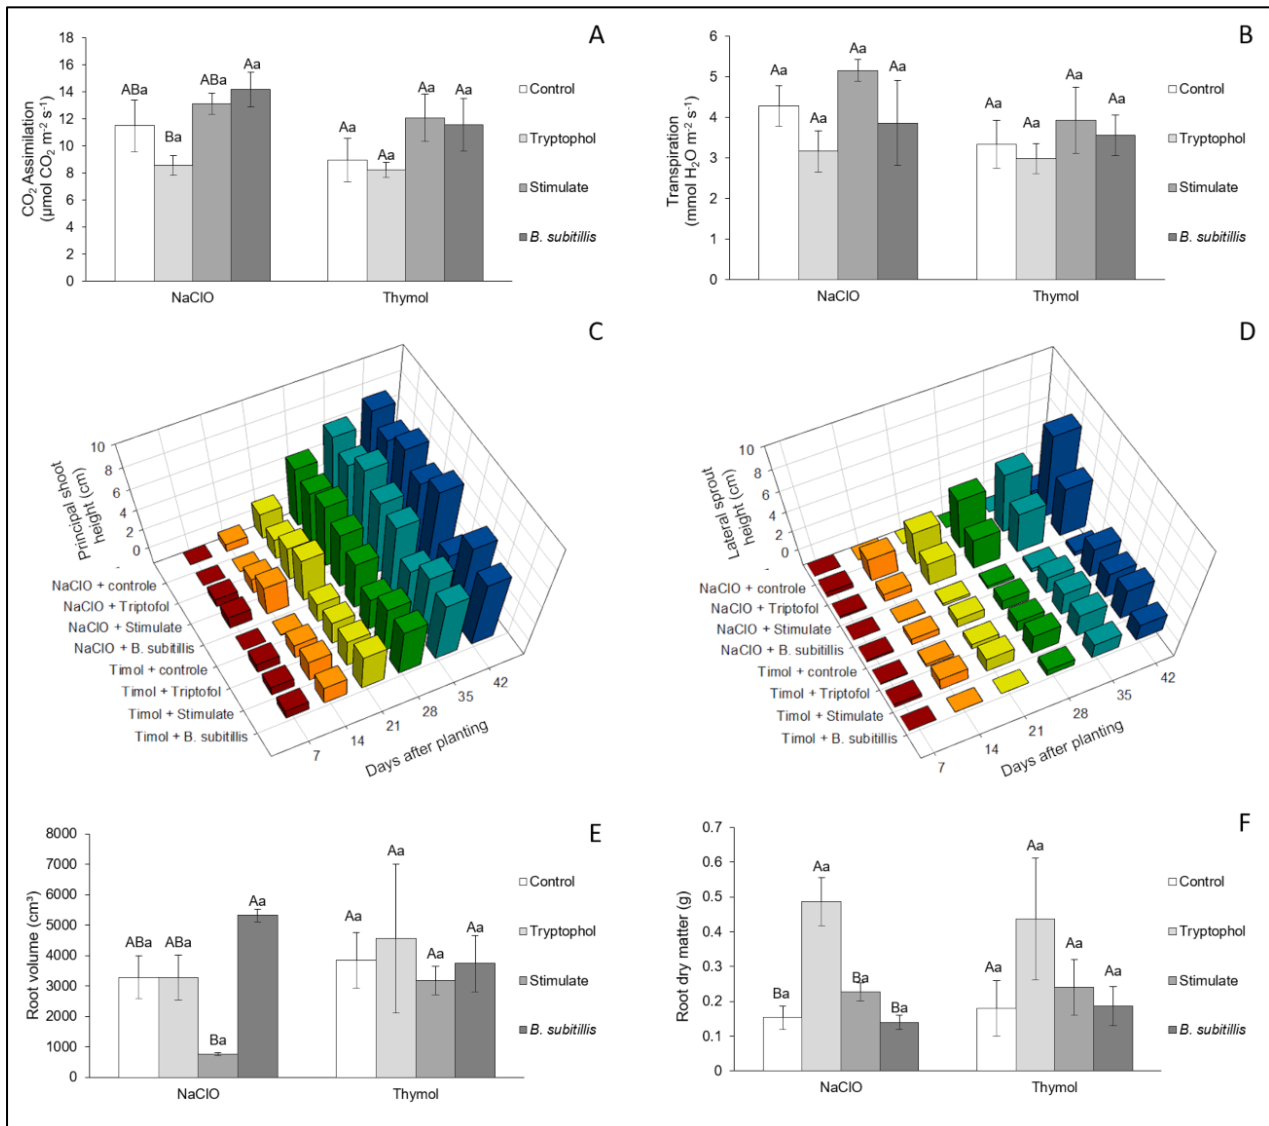 A
CO₂ Assimilation
(μmol CO₂ m⁻² s⁻¹)
18
16
14
12
10
8
6
4
2
0
ABa
Ba
ABa
Aa
Aa
Aa
Aa
Aa
NaClO
Thymol
Control
Tryptophol
Stimulate
B. subitillis
B
Transpiration
(mmol H₂O m⁻² s⁻¹)
6
5
4
3
2
1
0
Aa
Aa
Aa
Aa
Aa
Aa
Aa
Aa
NaClO
Thymol
Control
Tryptophol
Stimulate
B. subitillis
C
Principal shoot
height (cm)
10
8
6
4
2
0
-
NaClO + controle
NaClO + Triptofol
NaClO + Stimulate
NaClO + B. subitillis
Timol + controle
Timol + Triptofol
Timol + Stimulate
Timol + B. subitillis
7
14
21
28
35
42
Days after planting
D
Lateral sprout
height (cm)
10
8
6
4
2
0
-
NaClO + controle
NaClO + Triptofol
NaClO + Stimulate
NaClO + B. subitillis
Timol + controle
Timol + Triptofol
Timol + Stimulate
Timol + B. subitillis
7
14
21
28
35
42
Days after planting
E
Root volume (cm³)
8000
7000
6000
5000
4000
3000
2000
1000
0
ABa
ABa
Ba
Aa
Aa
Aa
Aa
Aa
NaClO
Thymol
Control
Tryptophol
Stimulate
B. subitillis
F
Root dry matter (g)
0.7
0.6
0.5
0.4
0.3
0.2
0.1
0
Ba
Aa
Ba
Ba
Aa
Aa
Aa
Aa
NaClO
Thymol
Control
Tryptophol
Stimulate
B. subitillis